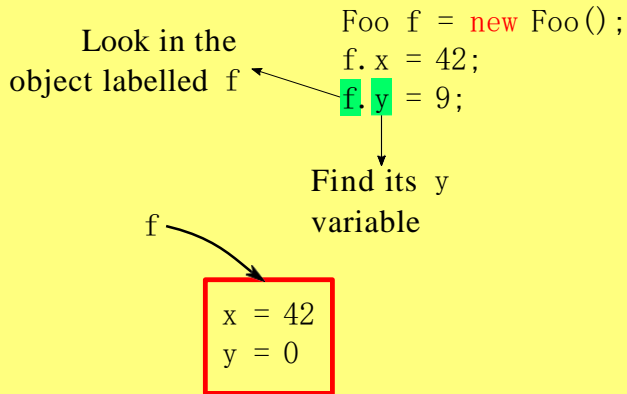 Foo f = new Foo();
f.x = 42;
f.y = 9;
Look in the
object labelled f
Find its y
variable
f
x = 42
y = 0